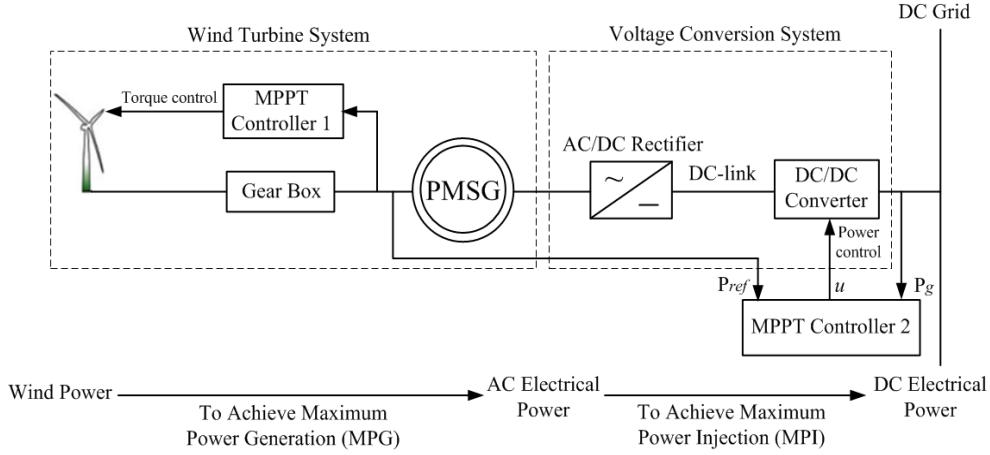 DC Grid
Wind Turbine System
Voltage Conversion System
Torque control
MPPT
Controller 1
AC/DC Rectifier
Gear Box
PMSG
~
–
DC-link
DC/DC
Converter
Power
control
Pref
u
Pg
MPPT Controller 2
Wind Power
To Achieve Maximum
Power Generation (MPG)
AC Electrical
Power
To Achieve Maximum
Power Injection (MPI)
DC Electrical
Power